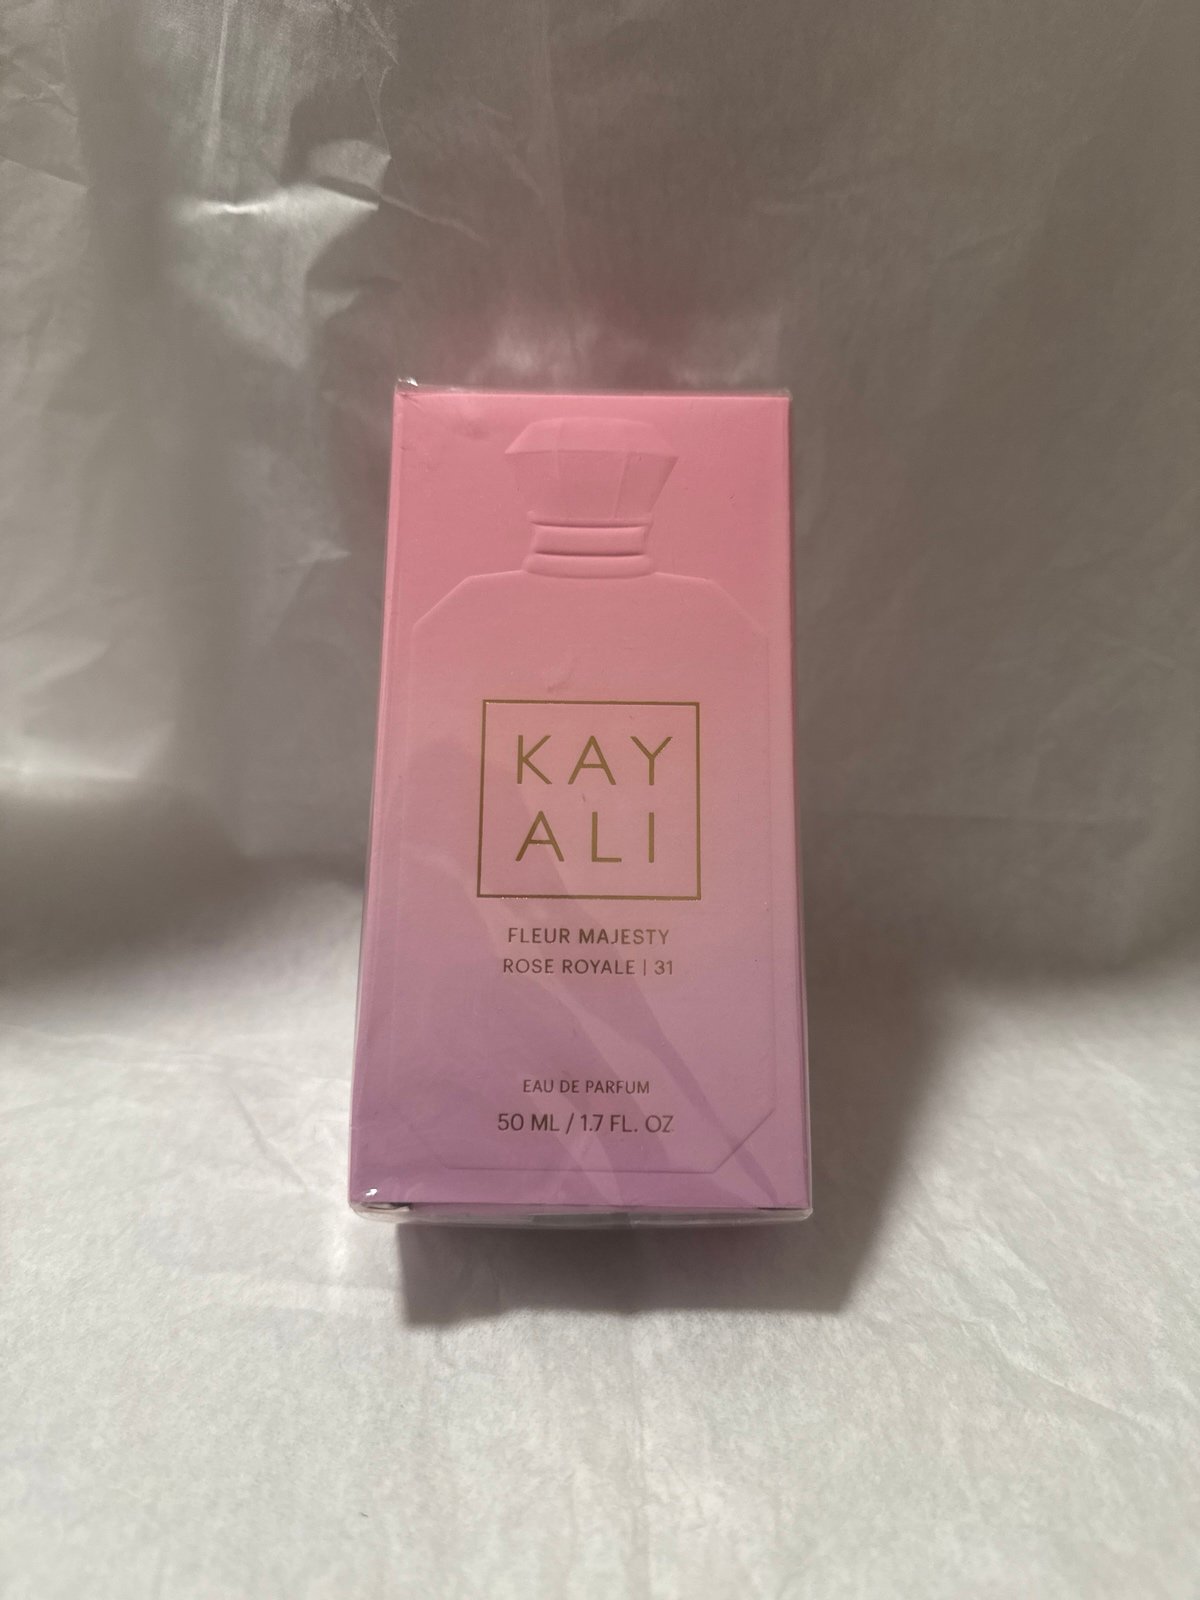 KAY
ALI
FLEUR MAJESTY
ROSE ROYALE | 31
EAU DE PARFUM
50 ML / 1.7 FL. OZ